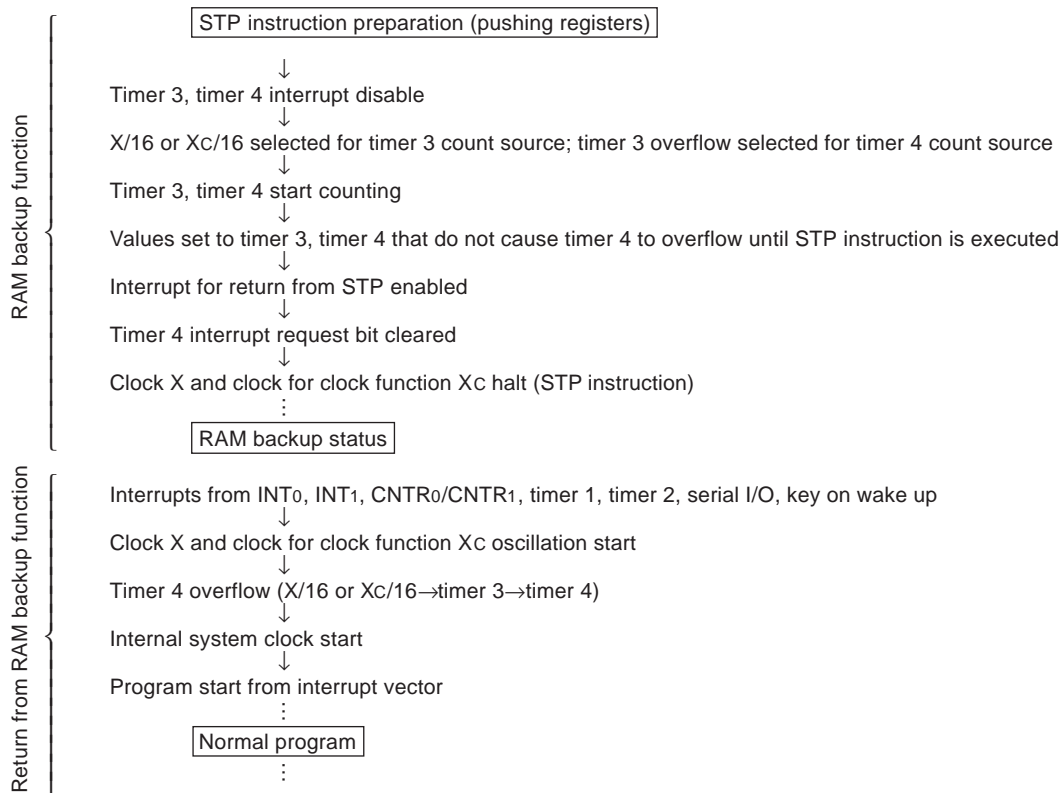 RAM backup function
STP instruction preparation (pushing registers)
↓
Timer 3, timer 4 interrupt disable
↓
X/16 or XC/16 selected for timer 3 count source; timer 3 overflow selected for timer 4 count source
↓
Timer 3, timer 4 start counting
↓
Values set to timer 3, timer 4 that do not cause timer 4 to overflow until STP instruction is executed
↓
Interrupt for return from STP enabled
↓
Timer 4 interrupt request bit cleared
↓
Clock X and clock for clock function XC halt (STP instruction)
⋮
RAM backup status
Return from RAM backup function
Interrupts from INT0, INT1, CNTR0/CNTR1, timer 1, timer 2, serial I/O, key on wake up
↓
Clock X and clock for clock function XC oscillation start
↓
Timer 4 overflow (X/16 or XC/16→timer 3→timer 4)
↓
Internal system clock start
↓
Program start from interrupt vector
⋮
Normal program
⋮